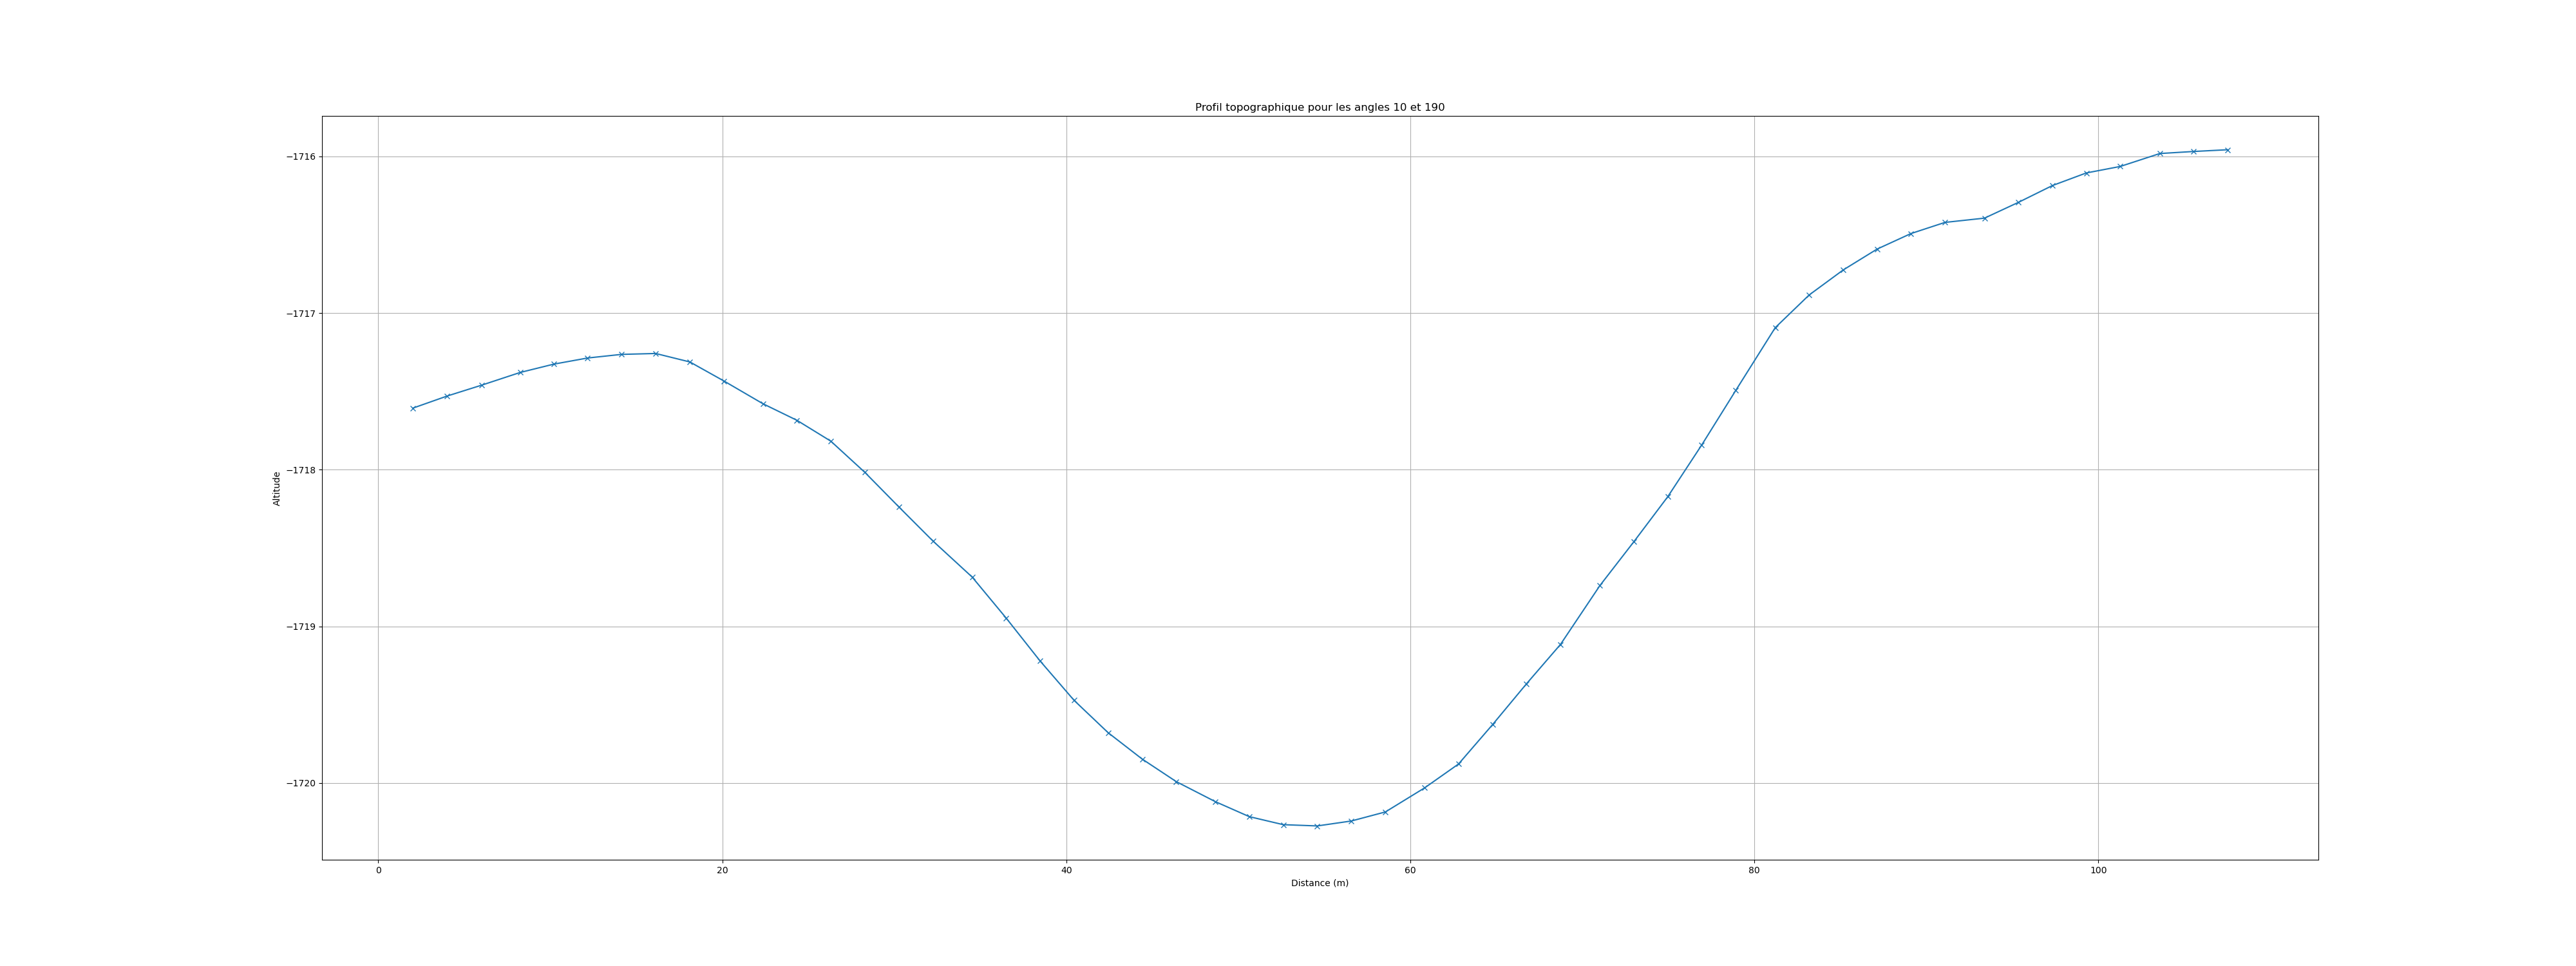 Profil topographique pour les angles 10 et 190
−1716
−1717
−1718
−1719
−1720
Altitude
0 20 40 60 80 100
Distance (m)